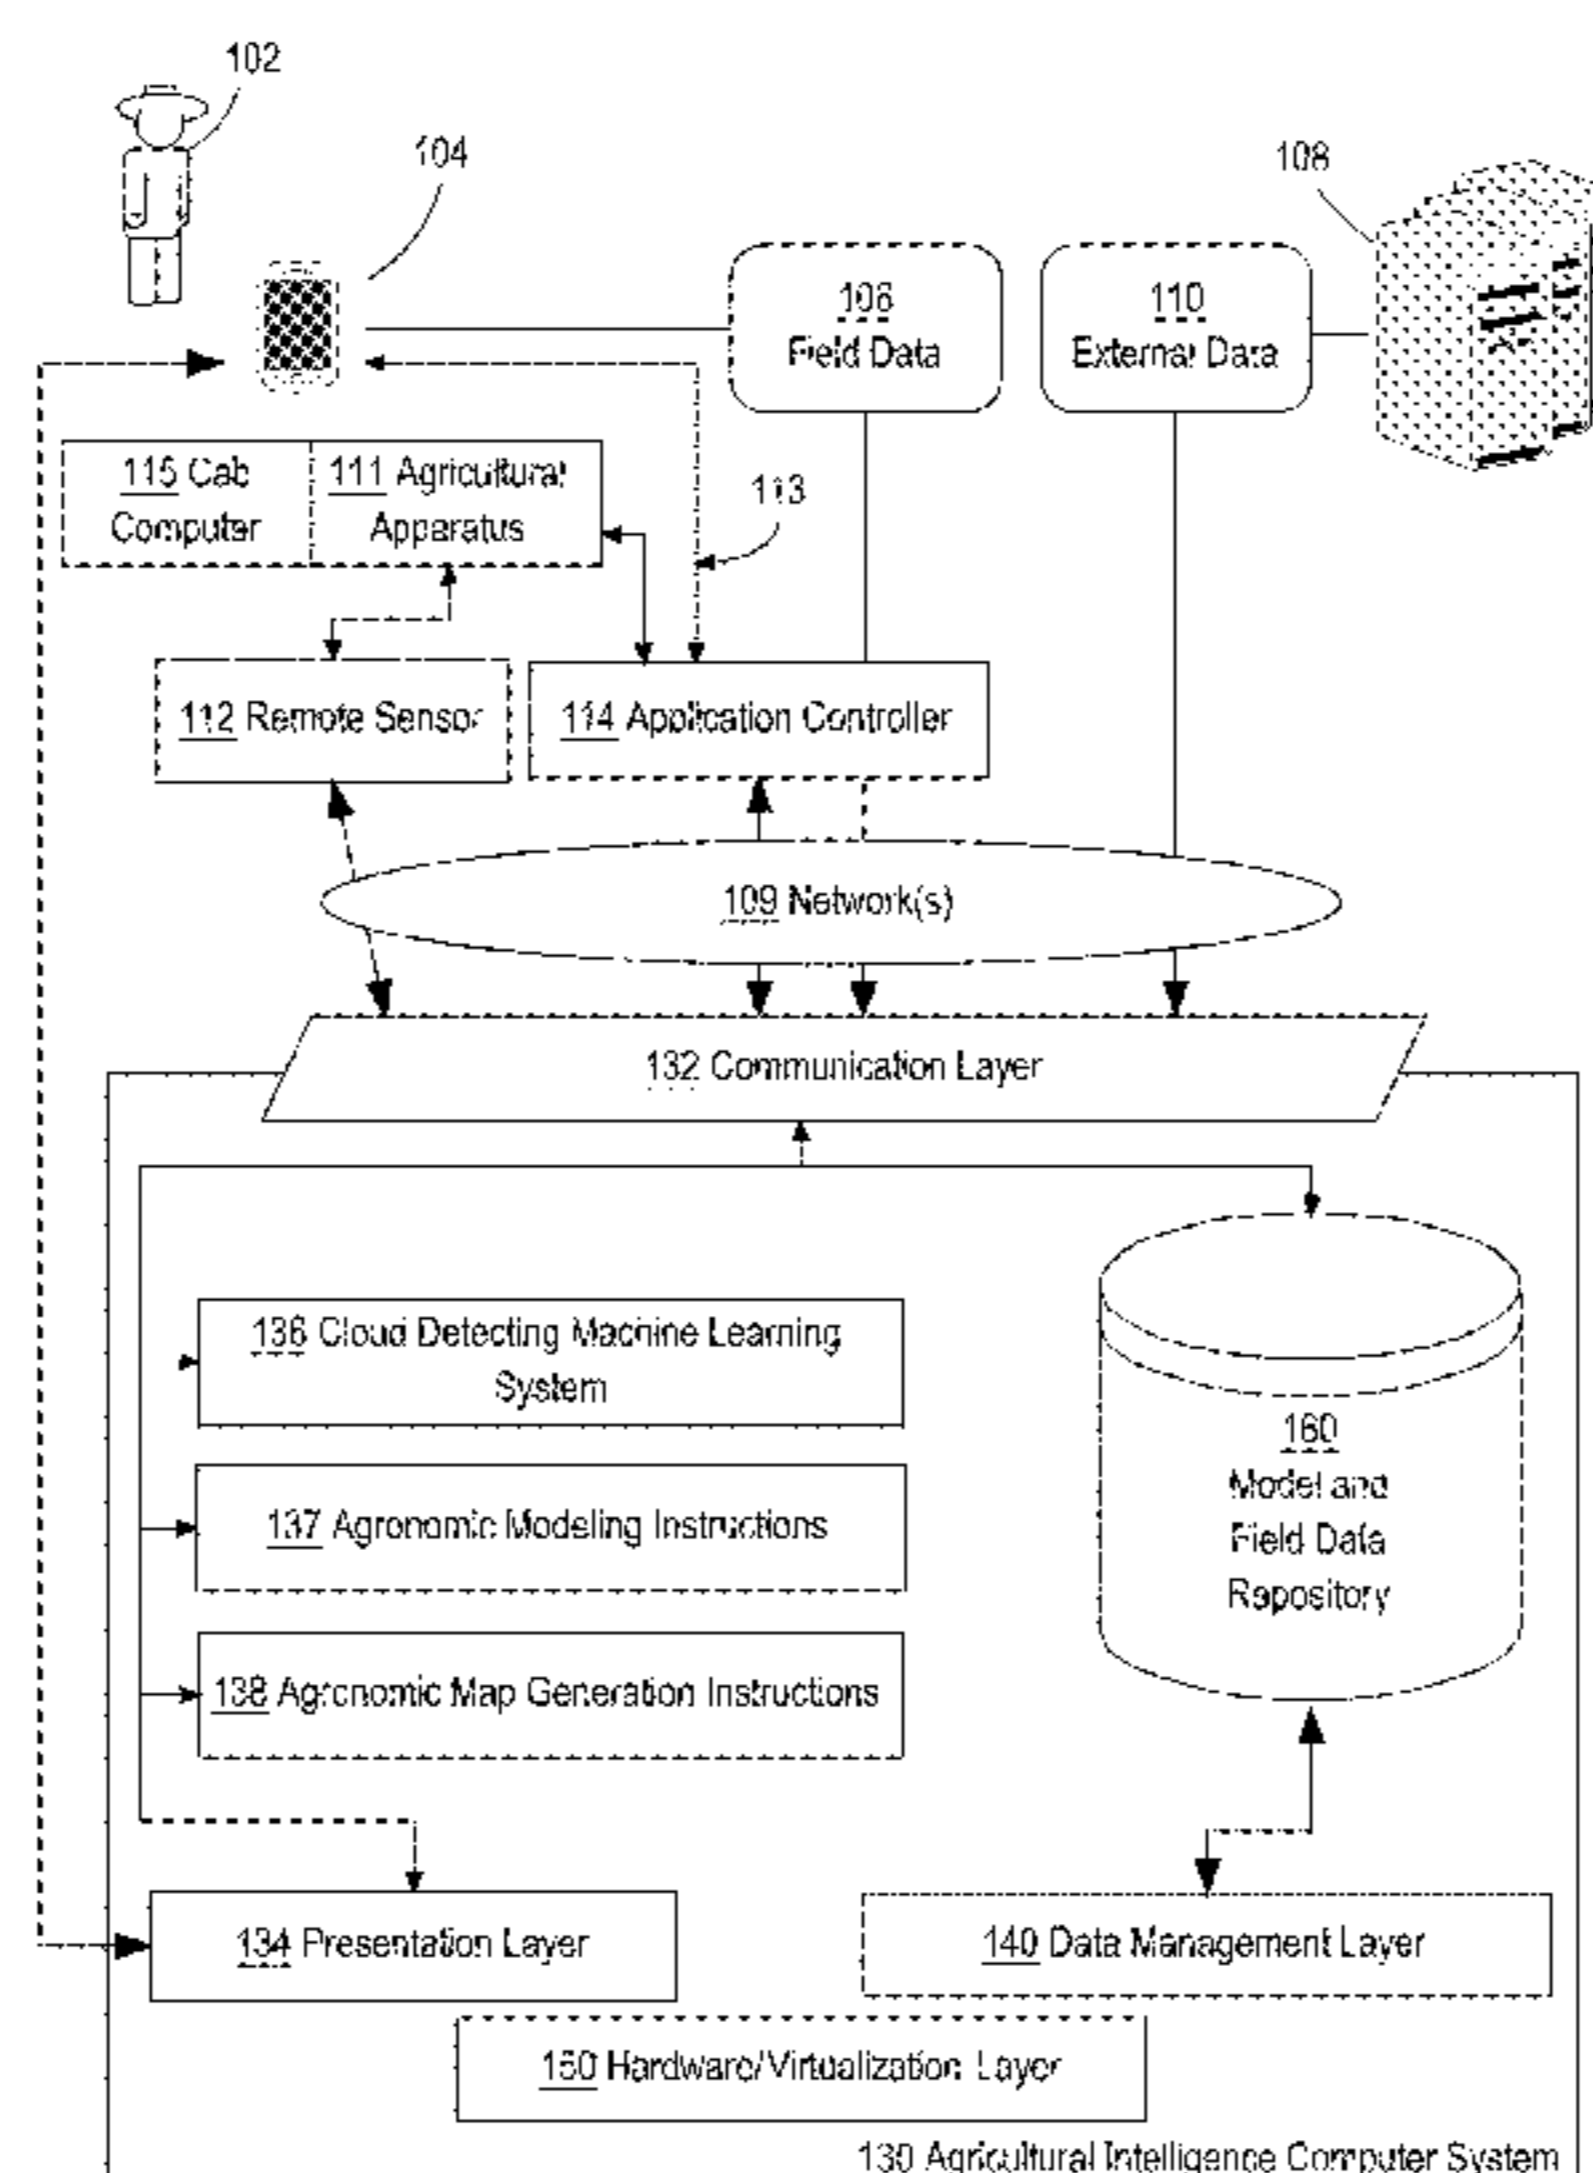 102
104
108
106
Field Data
110
External Data
115 Cab
Computer
111 Agricultural
Apparatus
113
112 Remote Sensor
114 Application Controller
109 Network(s)
132 Communication Layer
136 Cloud Detecting Machine Learning
System
160
Model and
Field Data
Repository
137 Agronomic Modeling Instructions
138 Agronomic Map Generation Instructions
134 Presentation Layer
140 Data Management Layer
150 Hardware/Virtualization Layer
130 Agricultural Intelligence Computer System